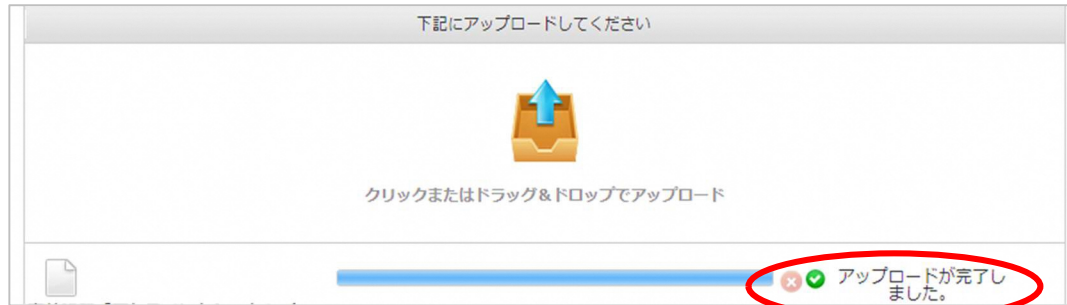 下記にアップロードしてください
クリックまたはドラッグ&ドロップでアップロード
アップロードが完了し
ました。